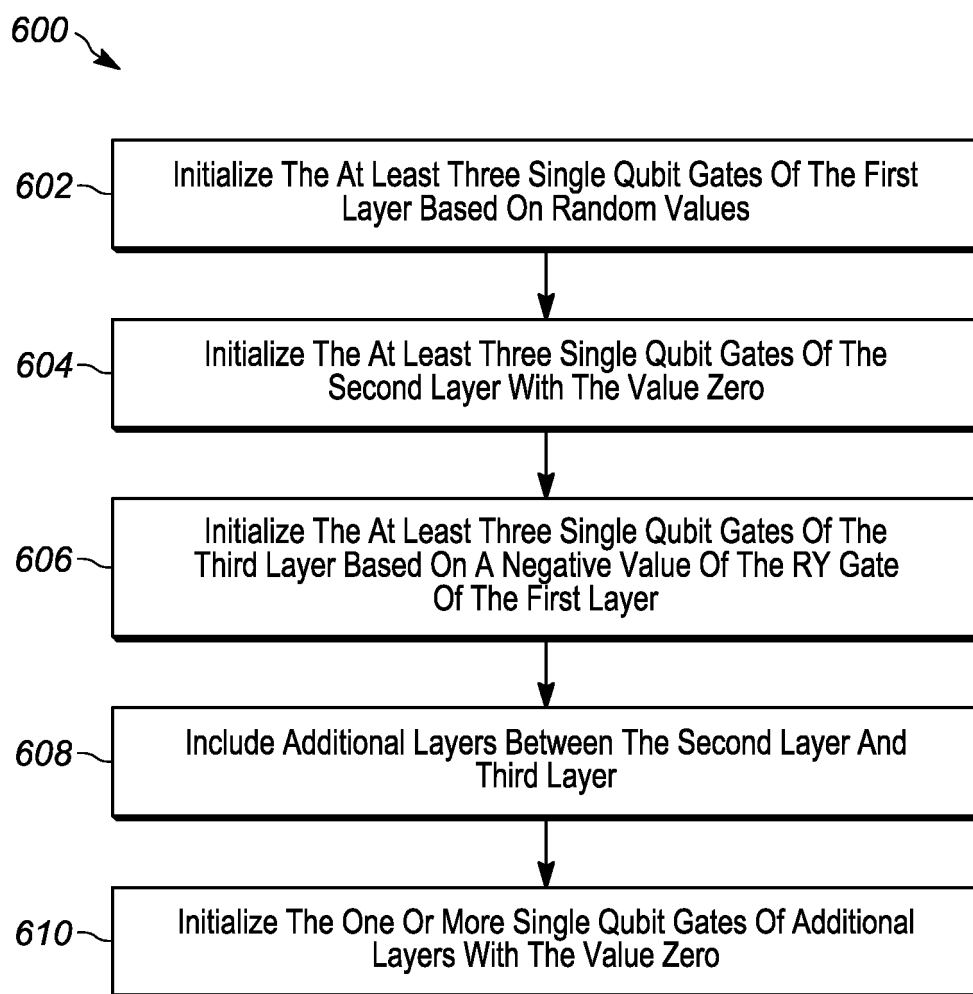 600
602
Initialize The At Least Three Single Qubit Gates Of The First
Layer Based On Random Values
604
Initialize The At Least Three Single Qubit Gates Of The
Second Layer With The Value Zero
606
Initialize The At Least Three Single Qubit Gates Of The
Third Layer Based On A Negative Value Of The RY Gate
Of The First Layer
608
Include Additional Layers Between The Second Layer And
Third Layer
610
Initialize The One Or More Single Qubit Gates Of Additional
Layers With The Value Zero